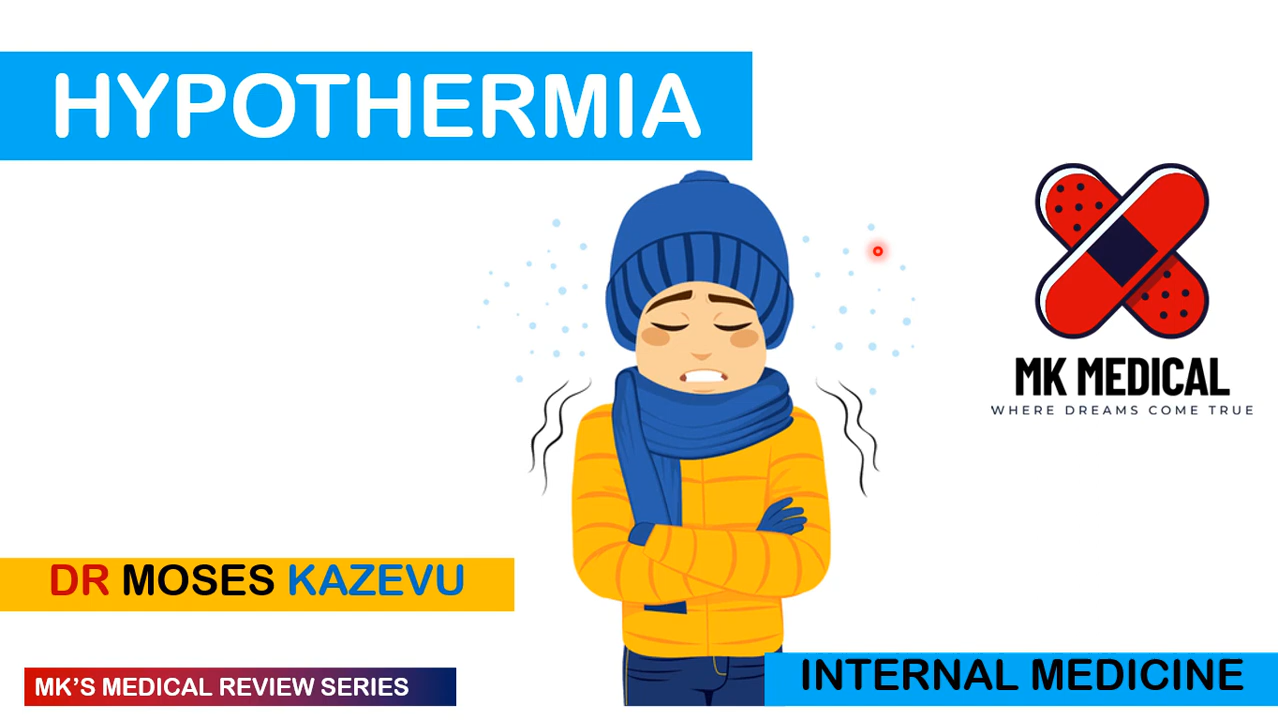 HYPOTHERMIA
MK MEDICAL
WHERE DREAMS COME TRUE
DR MOSES KAZEVU
MK’S MEDICAL REVIEW SERIES
INTERNAL MEDICINE